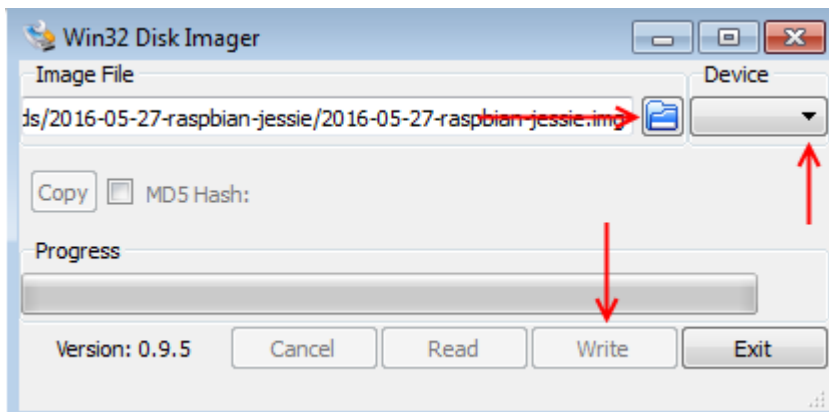 Win32 Disk Imager
Image File
Device
ds/2016-05-27-raspbian-jessie/2016-05-27-raspbian-jessie.img
Copy
MD5 Hash:
Progress
Version: 0.9.5
Cancel
Read
Write
Exit